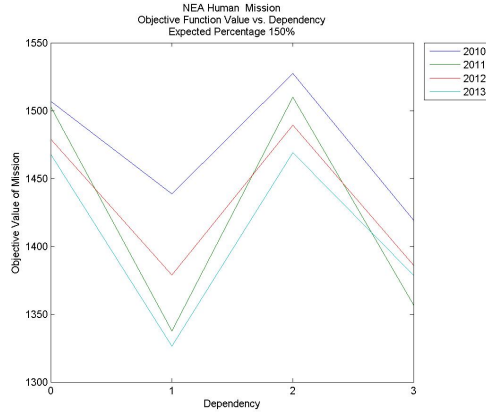 NEA Human Mission
Objective Function Value vs. Dependency
Expected Percentage 150%
1550
1500
1450
1400
1350
1300
Objective Value of Mission
0 1 2 3
Dependency
2010
2011
2012
2013